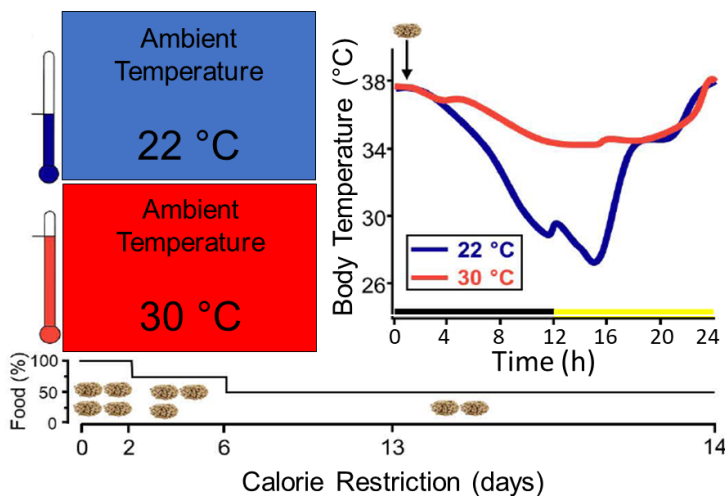 Ambient
Temperature
22 °C
Ambient
Temperature
30 °C
Body Temperature (°C)
38
34
30
26
22 °C
30 °C
0 4 8 12 16 20 24
Time (h)
Food (%)
100
50
0
0 2 6 13 14
Calorie Restriction (days)